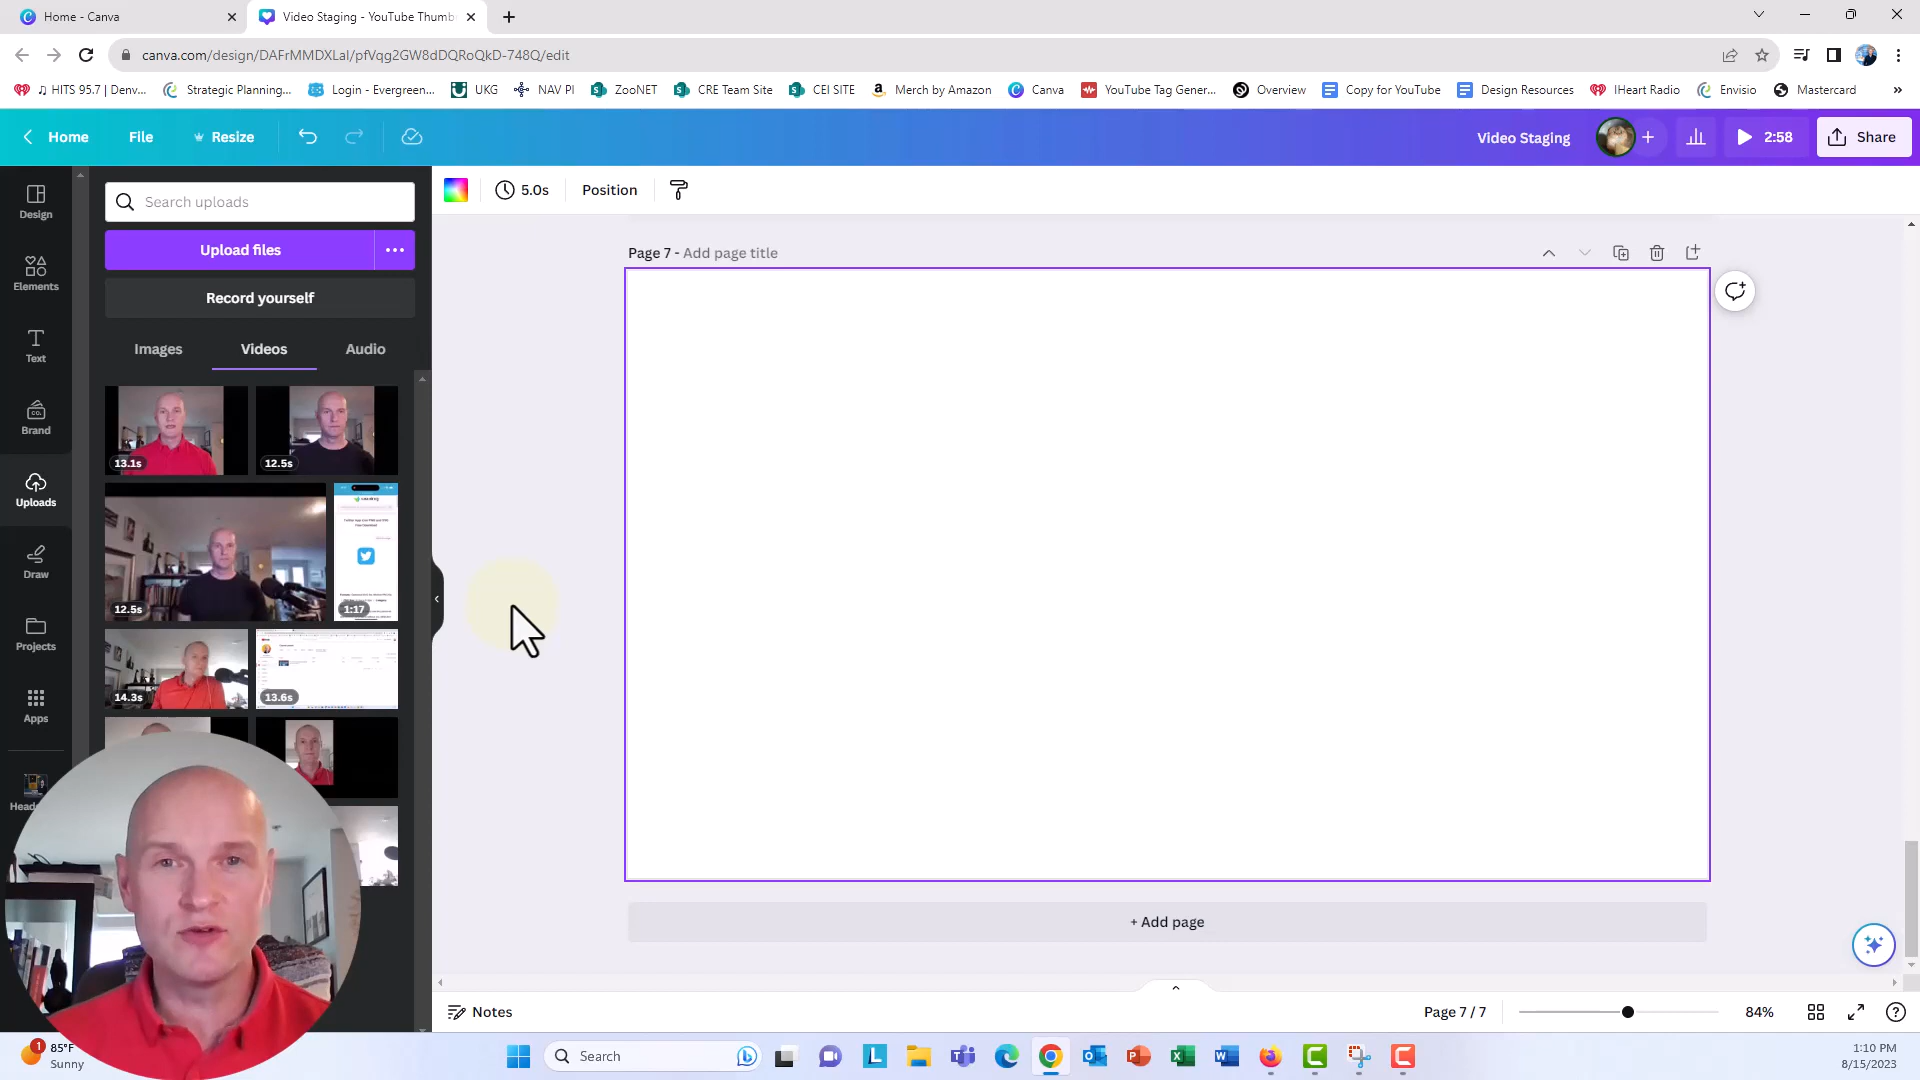 Home - Canva
Video Staging - YouTube Thumb
canva.com/design/DAFrMMDXLaI/pfVqg2GW8dDQRoQkD-748Q/edit
♫ HITS 95.7 | Denv...
Strategic Planning...
Login - Evergreen...
UKG
NAV PI
ZooNET
CRE Team Site
CEI SITE
Merch by Amazon
Canva
YouTube Tag Gener...
Overview
Copy for YouTube
Design Resources
IHeart Radio
Envisio
Mastercard
»
Home
File
Resize
Video Staging
2:58
Share
Design
Elements
Text
Brand
Uploads
Draw
Projects
Apps
Search uploads
Upload files
Record yourself
Images
Videos
Audio
13.1s
12.5s
12.5s
1:17
14.3s
13.6s
5.0s
Position
Page 7 - Add page title
+ Add page
Notes
Page 7 / 7
84%
1
85°F
Sunny
Search
1:10 PM
8/15/2023